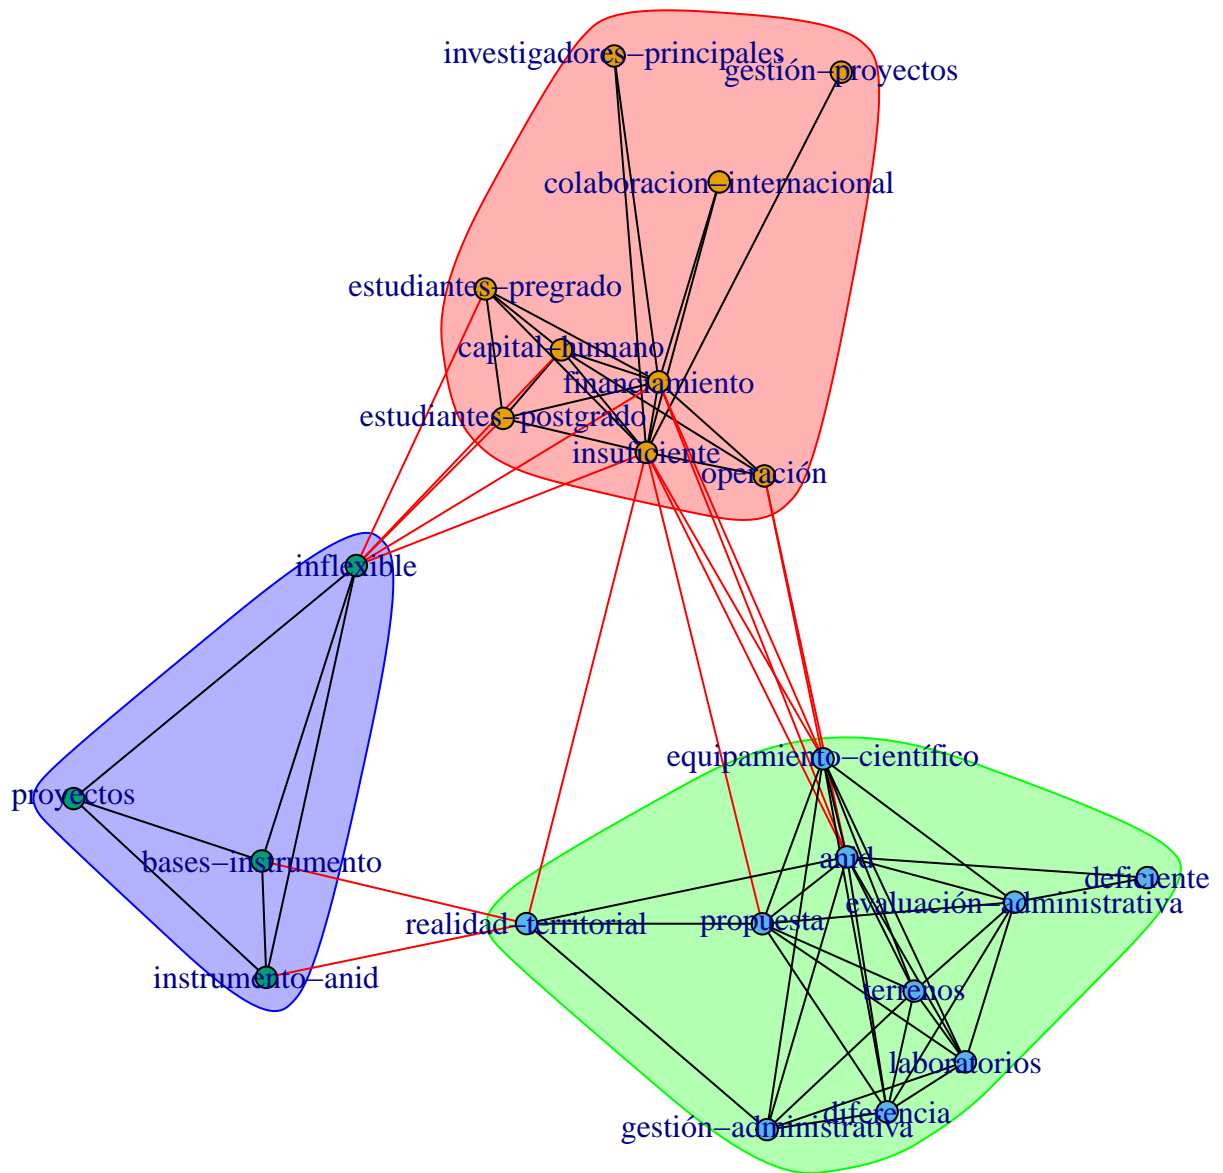 investigadores−principales
gestión−proyectos
colaboracion−internacional
estudiantes−pregrado
capital−humano
financiamiento
estudiantes−postgrado
insuficiente
operación
inflexible
equipamiento−científico
proyectos
bases−instrumento
anid
deficiente
evaluación−administrativa
realidad−territorial
propuesta
instrumento−anid
terrenos
laboratorios
diferencia
gestión−administrativa